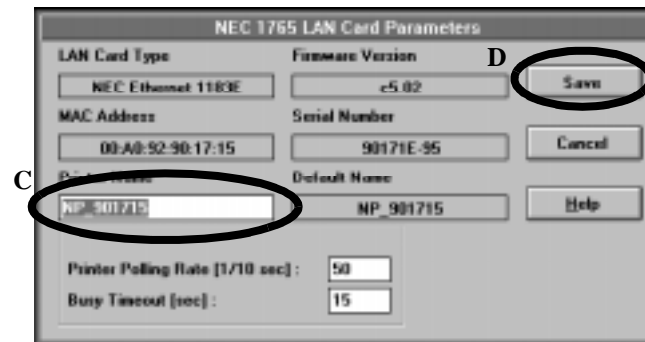 NEC 1765 LAN Card Parameters
LAN Card Type
Firmware Version
D
NEC Ethernet 1183E
c5.02
Save
MAC Address
Serial Number
00:A0:92:90:17:15
90171E-95
Cancel
C
Printer Name
Default Name
NP_901715
NP_901715
Help
Printer Polling Rate [1/10 sec] :
50
Busy Timeout [sec] :
15